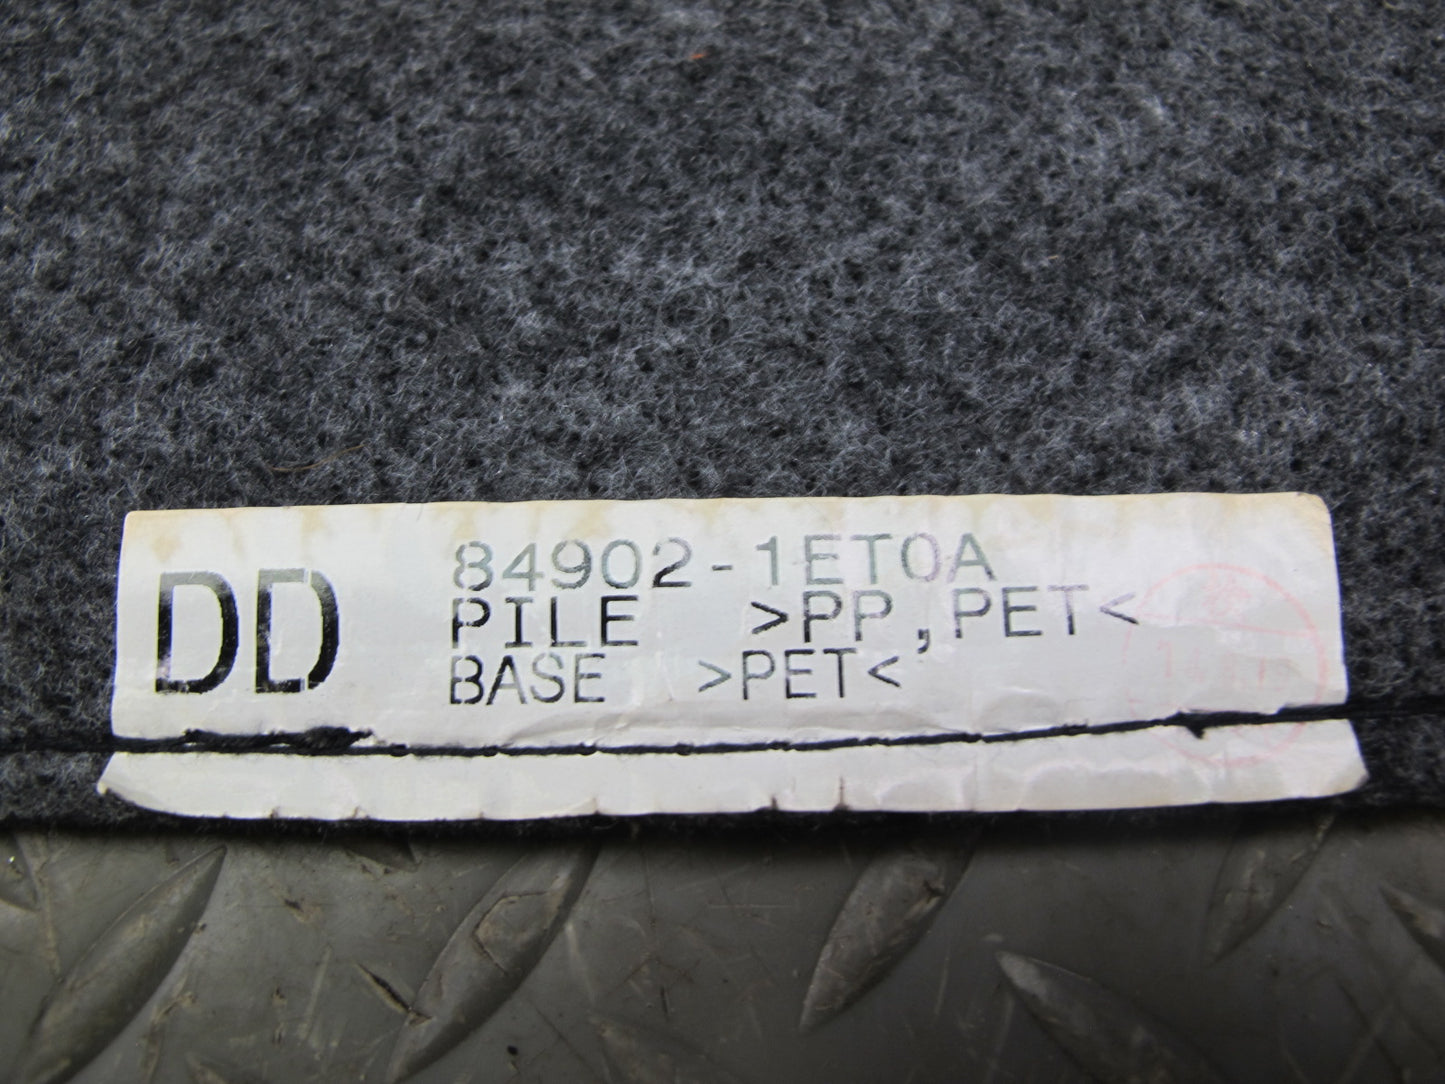 DD
84902-1ET0A
PILE >PP,PET<
BASE >PET<